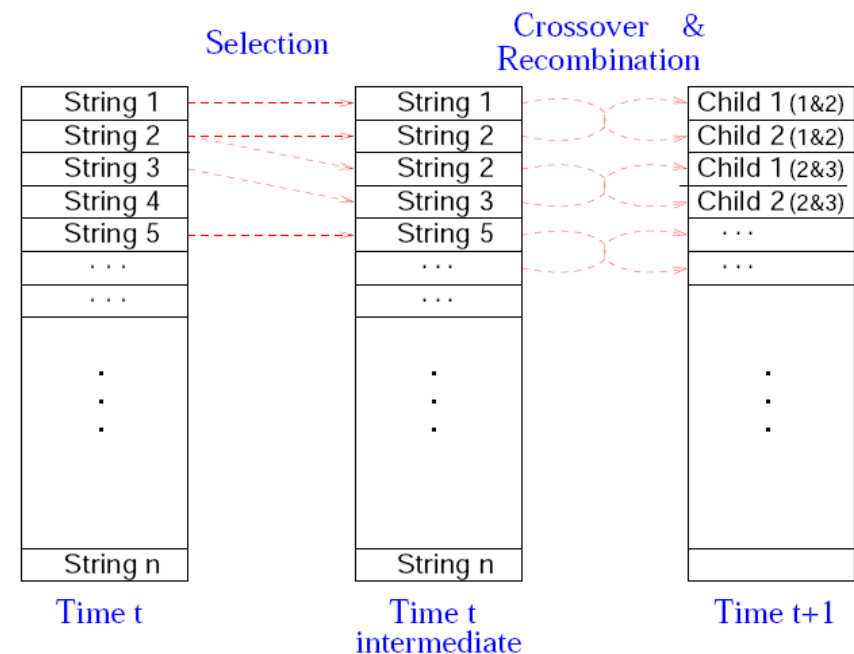 Selection
Crossover &
Recombination
String 1
String 2
String 3
String 4
String 5
. . .
. . .
.
.
.
String n
Time t
String 1
String 2
String 2
String 3
String 5
. . .
. . .
.
.
.
String n
Time t
intermediate
Child 1 (1&2)
Child 2 (1&2)
Child 1 (2&3)
Child 2 (2&3)
. . .
. . .
.
.
.
Time t+1